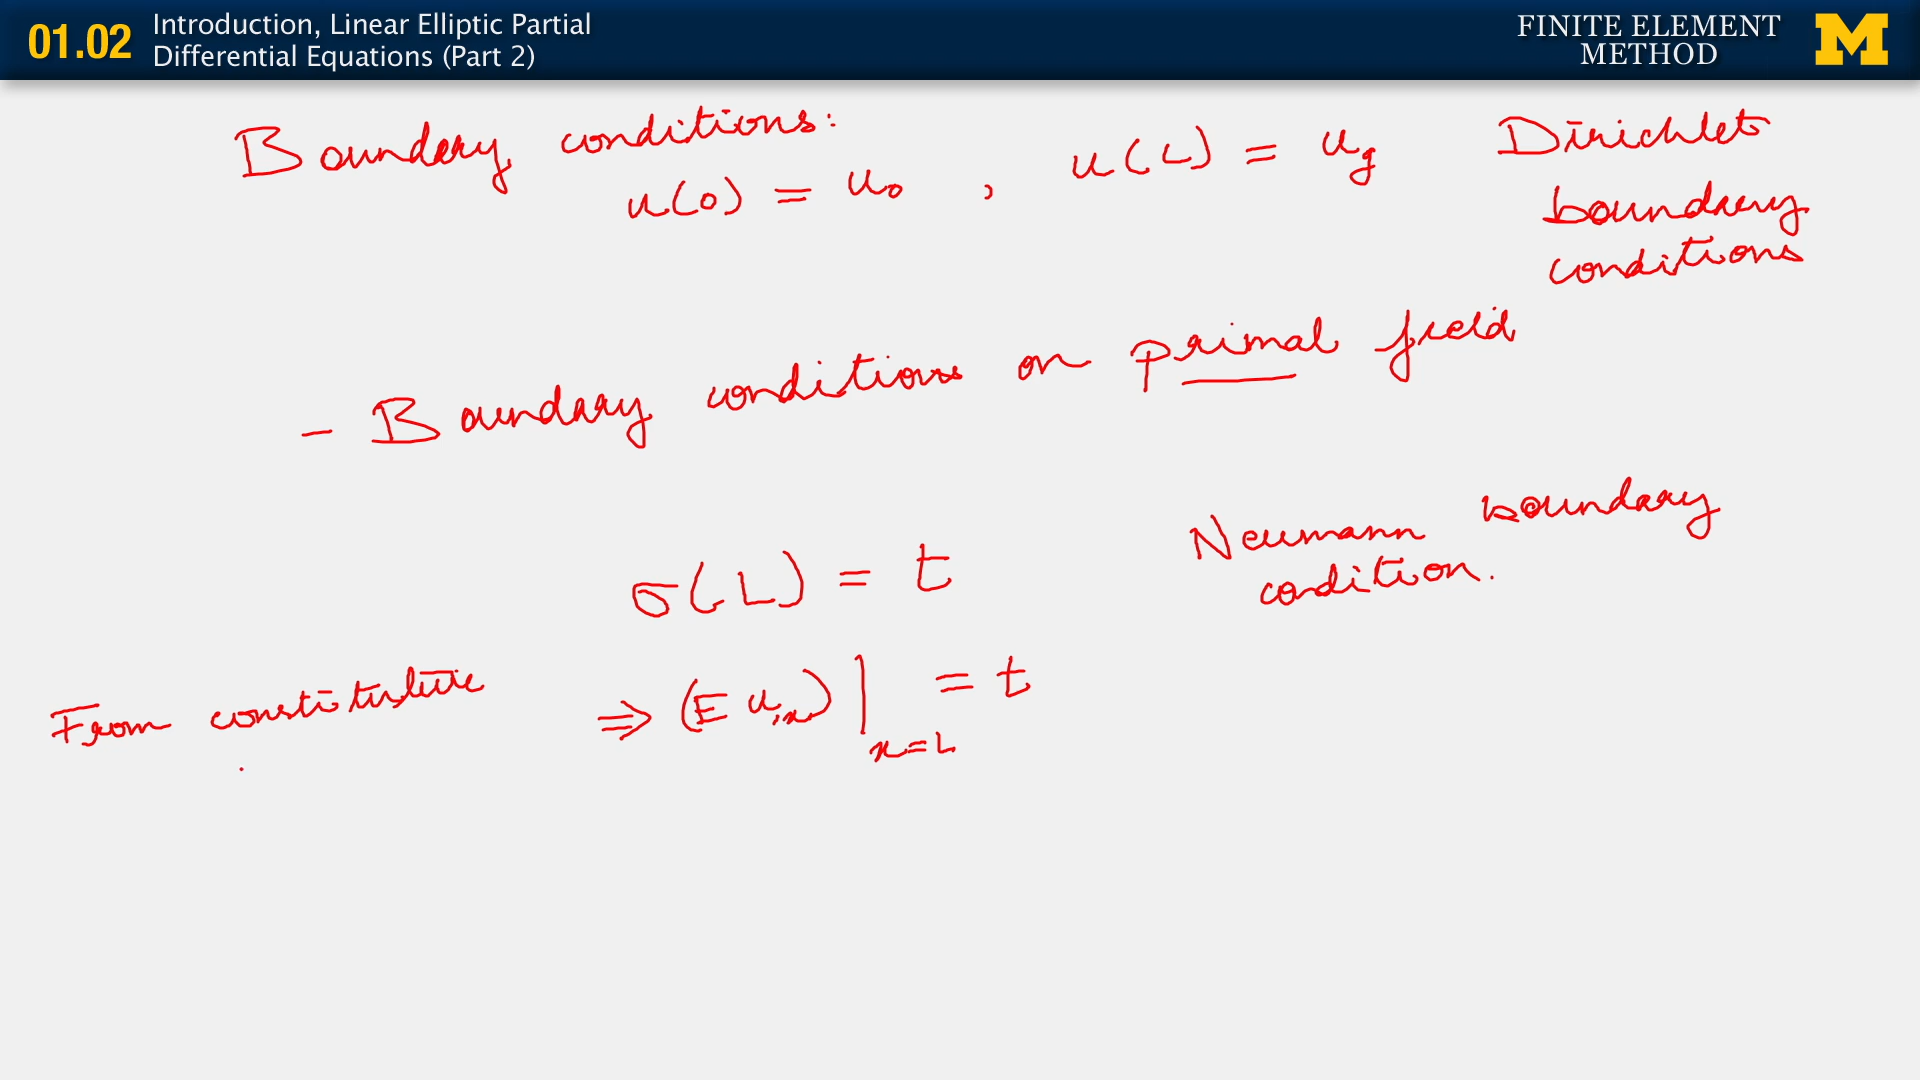 01.02
Introduction, Linear Elliptic Partial
Differential Equations (Part 2)
FINITE ELEMENT
METHOD
M
Boundary conditions:
u(0) = u₀ , u(L) = u_g
Dirichlet
boundary
conditions
- Boundary conditions on primal field
σ(L) = t
Neumann boundary
condition.
From constitutive ⇒ (E u,x)|x=L = t